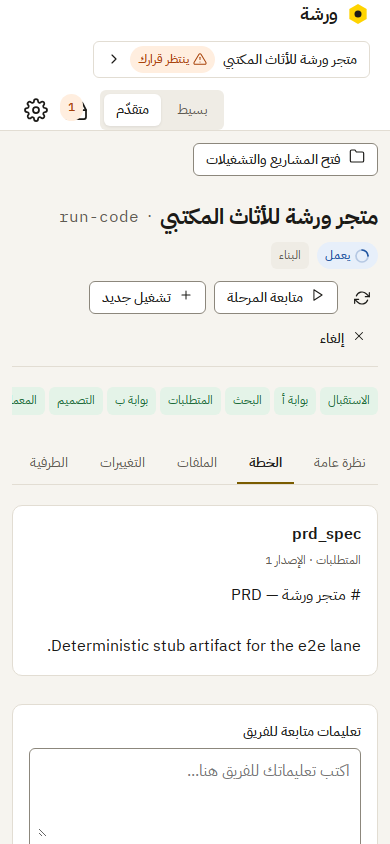 ورشة
متجر ورشة للأثاث المكتبي ينتظر قرارك
بسيط متقدّم 1
فتح المشاريع والتشغيلات
متجر ورشة للأثاث المكتبي · run-code
يعمل البناء
متابعة المرحلة تشغيل جديد
إلغاء
الاستقبال بوابة أ البحث المتطلبات بوابة ب التصميم
نظرة عامة الخطة الملفات التغييرات الطرفية
prd_spec
المتطلبات · الإصدار 1
# متجر ورشة — PRD
Deterministic stub artifact for the e2e lane.
تعليمات متابعة للفريق
اكتب تعليماتك للفريق هنا...